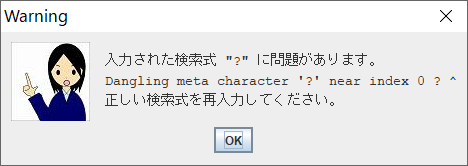 Warning
入力された検索式 "?" に問題があります。
Dangling meta character '?' near index 0 ? ^
正しい検索式を再入力してください。
OK